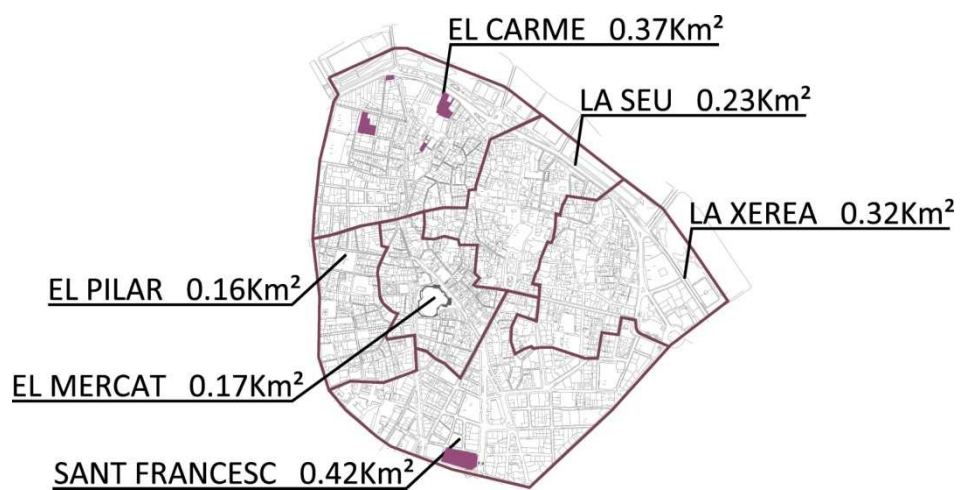 EL CARME 0.37Km²
LA SEU 0.23Km²
LA XEREA 0.32Km²
EL PILAR 0.16Km²
EL MERCAT 0.17Km²
SANT FRANCESC 0.42Km²